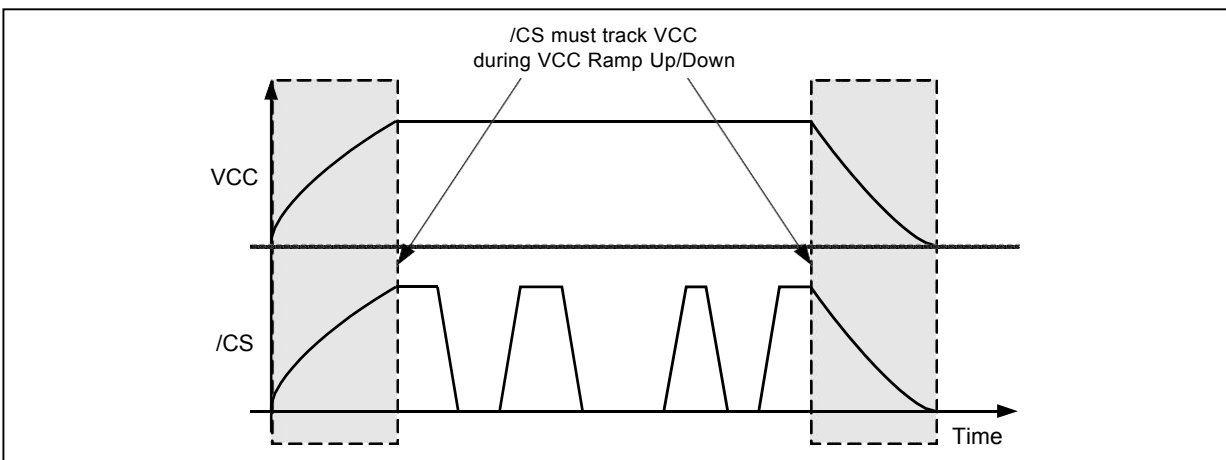 /CS must track VCC
during VCC Ramp Up/Down
VCC
/CS
Time